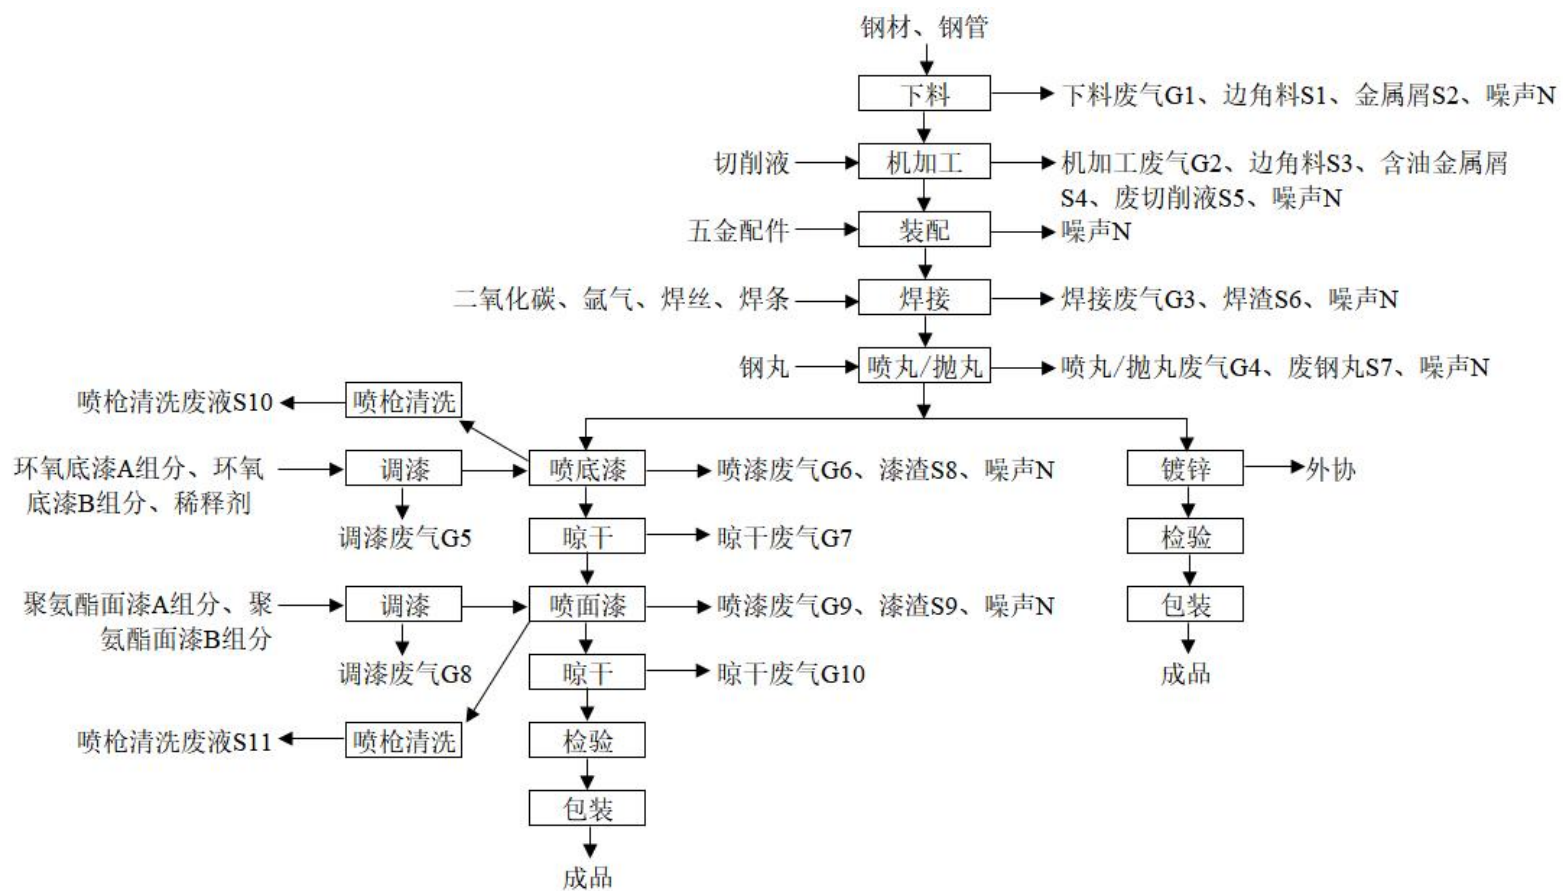 钢材、钢管
下料
下料废气G1、边角料S1、金属屑S2、噪声N
切削液
机加工
机加工废气G2、边角料S3、含油金属屑
S4、废切削液S5、噪声N
五金配件
装配
噪声N
二氧化碳、氩气、焊丝、焊条
焊接
焊接废气G3、焊渣S6、噪声N
钢丸
喷丸/抛丸
喷丸/抛丸废气G4、废钢丸S7、噪声N
喷枪清洗废液S10
喷枪清洗
环氧底漆A组分、环氧
底漆B组分、稀释剂
调漆
喷底漆
喷漆废气G6、漆渣S8、噪声N
镀锌
外协
调漆废气G5
晾干
晾干废气G7
检验
聚氨酯面漆A组分、聚
氨酯面漆B组分
调漆
喷面漆
喷漆废气G9、漆渣S9、噪声N
包装
调漆废气G8
晾干
晾干废气G10
成品
喷枪清洗废液S11
喷枪清洗
检验
包装
成品